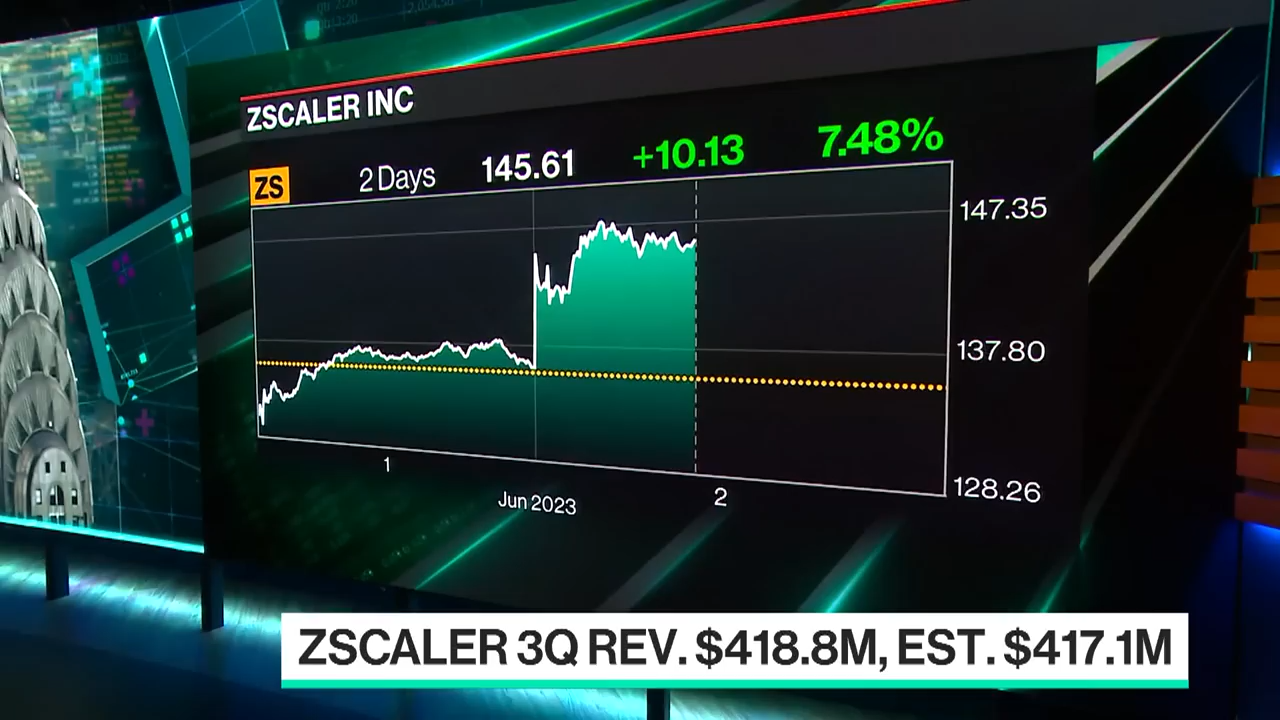 ZSCALER INC
ZS 2 Days 145.61 +10.13 7.48%
147.35
137.80
128.26
1 2
Jun 2023
ZSCALER 3Q REV. $418.8M, EST. $417.1M